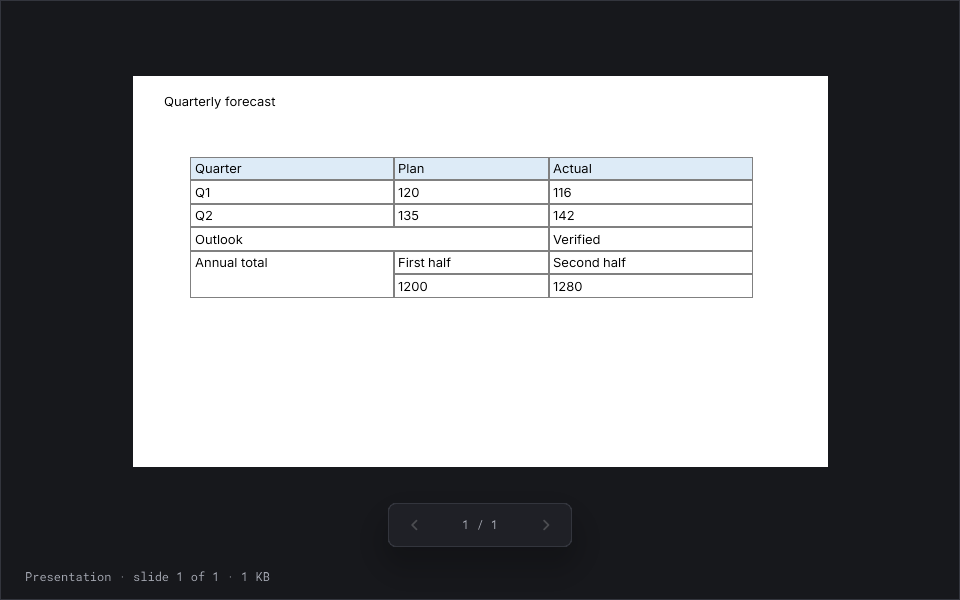 Quarterly forecast
Quarter Plan Actual
Q1 120 116
Q2 135 142
Outlook Verified
Annual total First half Second half
1200 1280
1 / 1
Presentation · slide 1 of 1 · 1 KB